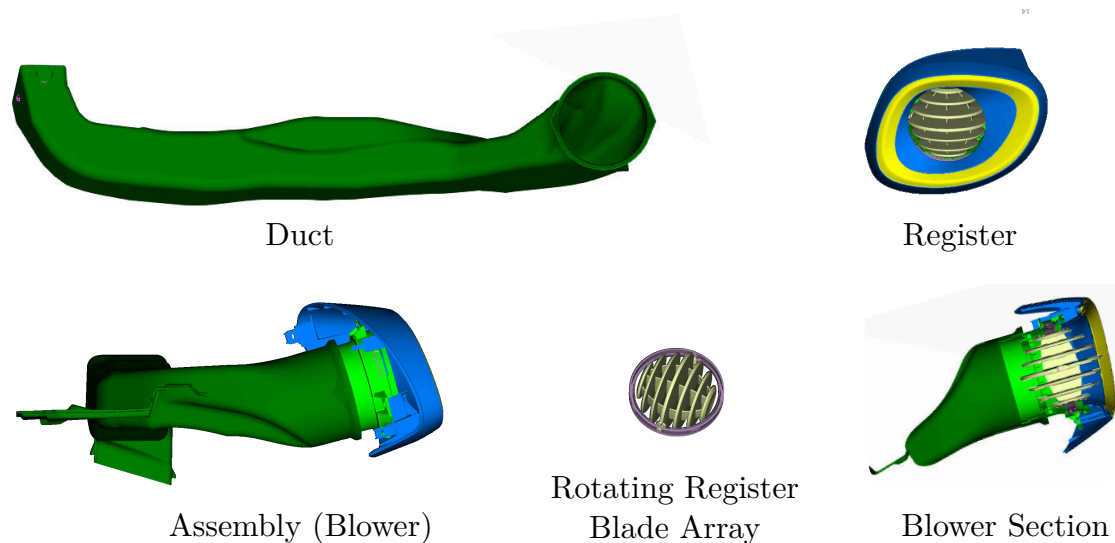 Duct
Register
Assembly (Blower)
Rotating Register
Blade Array
Blower Section